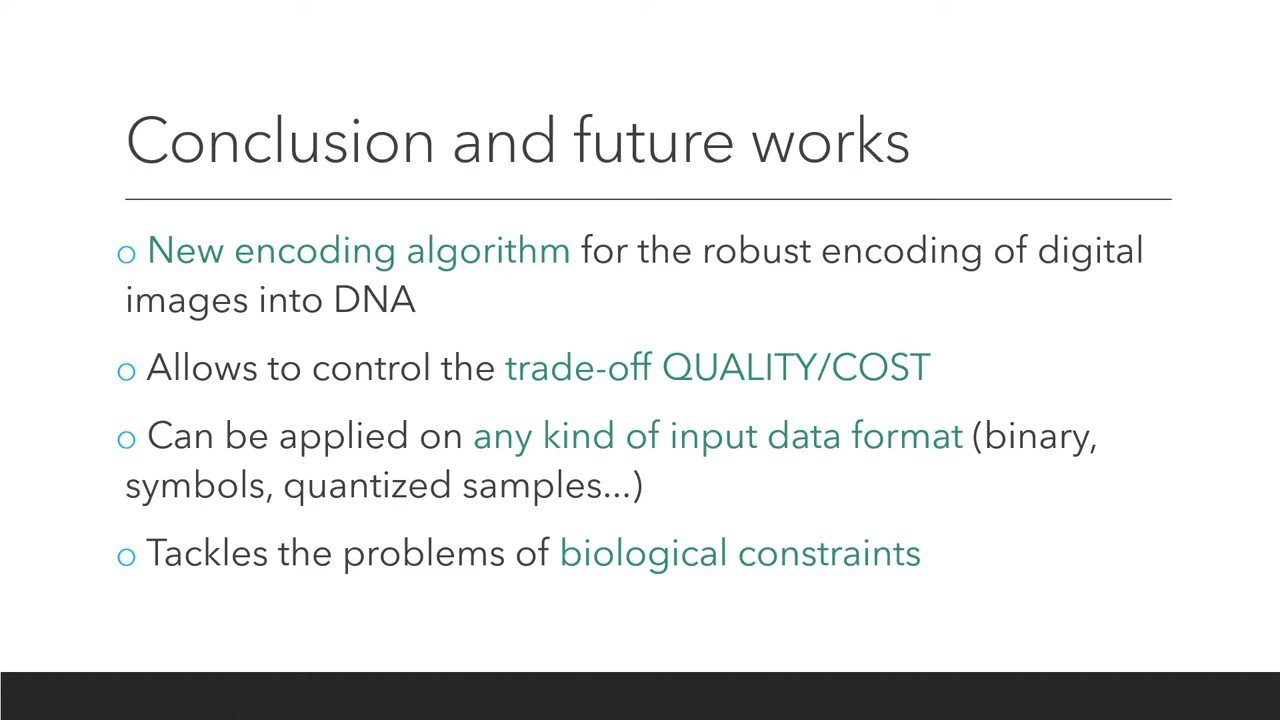 Conclusion and future works
o New encoding algorithm for the robust encoding of digital
images into DNA
o Allows to control the trade-off QUALITY/COST
o Can be applied on any kind of input data format (binary,
symbols, quantized samples...)
o Tackles the problems of biological constraints